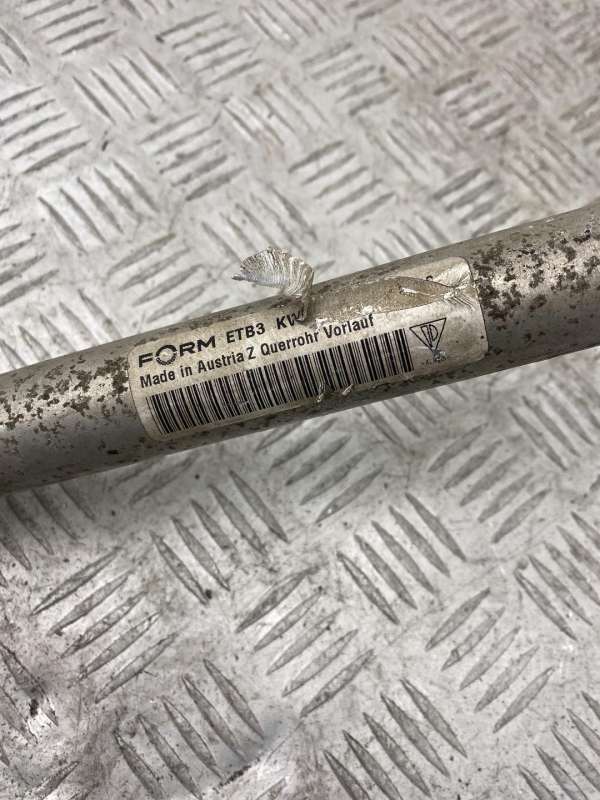 FORM ETB3 KW
Made in Austria Z Querrohr Vorlauf